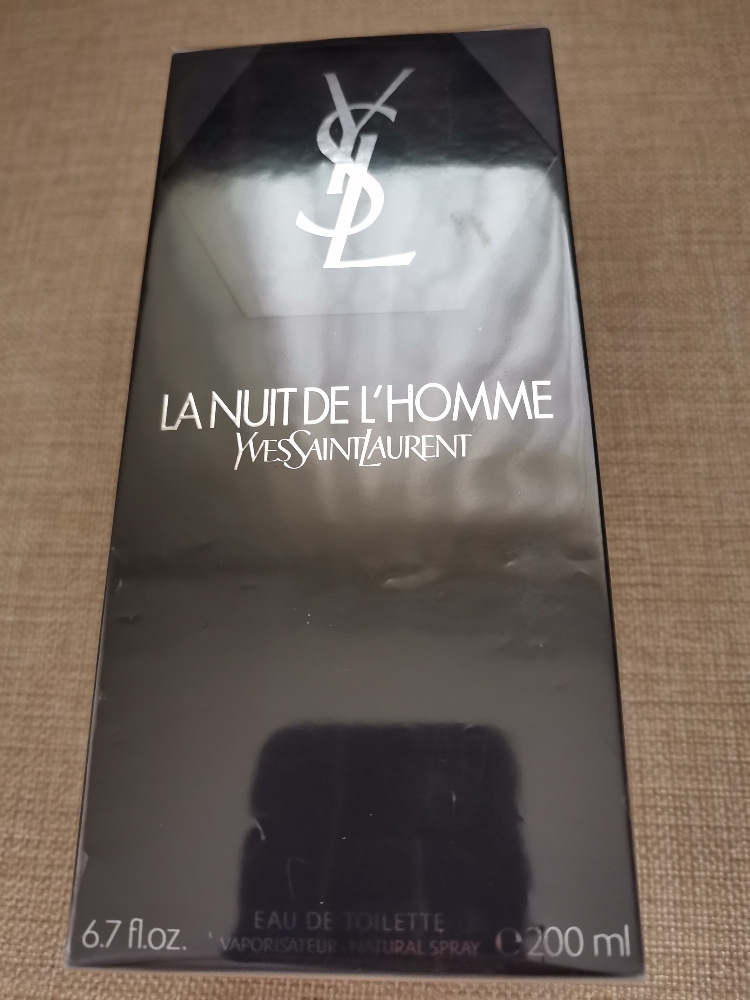 YSL
LA NUIT DE L'HOMME
YVESSAINTLAURENT
EAU DE TOILETTE
6.7 fl.oz. VAPORISATEUR - NATURAL SPRAY e 200 ml